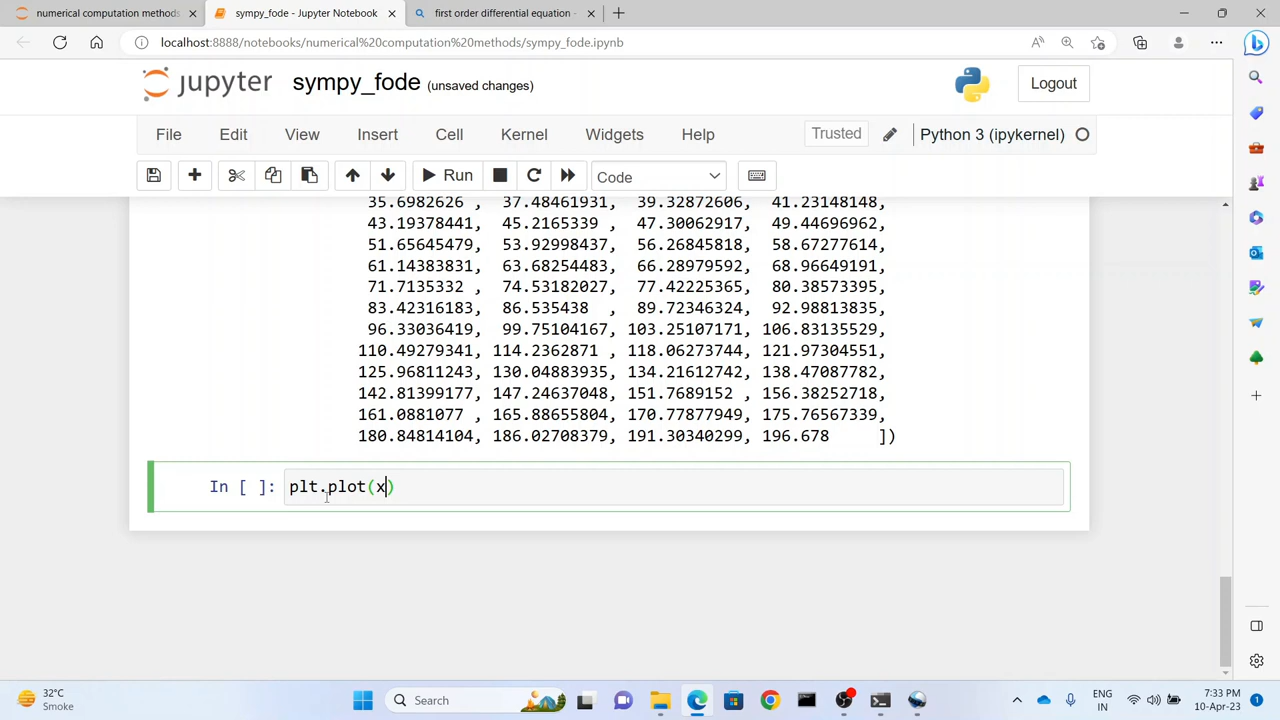 numerical computation methods
sympy_fode - Jupyter Notebook
first order differential equation -
localhost:8888/notebooks/numerical%20computation%20methods/sympy_fode.ipynb
jupyter sympy_fode (unsaved changes)
Logout
File Edit View Insert Cell Kernel Widgets Help Trusted Python 3 (ipykernel)
Run Code
35.6982626 , 37.48461931, 39.32872606, 41.23148148,
43.19378441, 45.2165339 , 47.30062917, 49.44696962,
51.65645479, 53.92998437, 56.26845818, 58.67277614,
61.14383831, 63.68254483, 66.28979592, 68.96649191,
71.7135332 , 74.53182027, 77.42225365, 80.38573395,
83.42316183, 86.535438 , 89.72346324, 92.98813835,
96.33036419, 99.75104167, 103.25107171, 106.83135529,
110.49279341, 114.2362871 , 118.06273744, 121.97304551,
125.96811243, 130.04883935, 134.21612742, 138.47087782,
142.81399177, 147.24637048, 151.7689152 , 156.38252718,
161.0881077 , 165.88655804, 170.77877949, 175.76567339,
180.84814104, 186.02708379, 191.30340299, 196.678 ])
In [ ]: plt.plot(x)
32°C
Smoke
Search
ENG
IN
7:33 PM
10-Apr-23
1